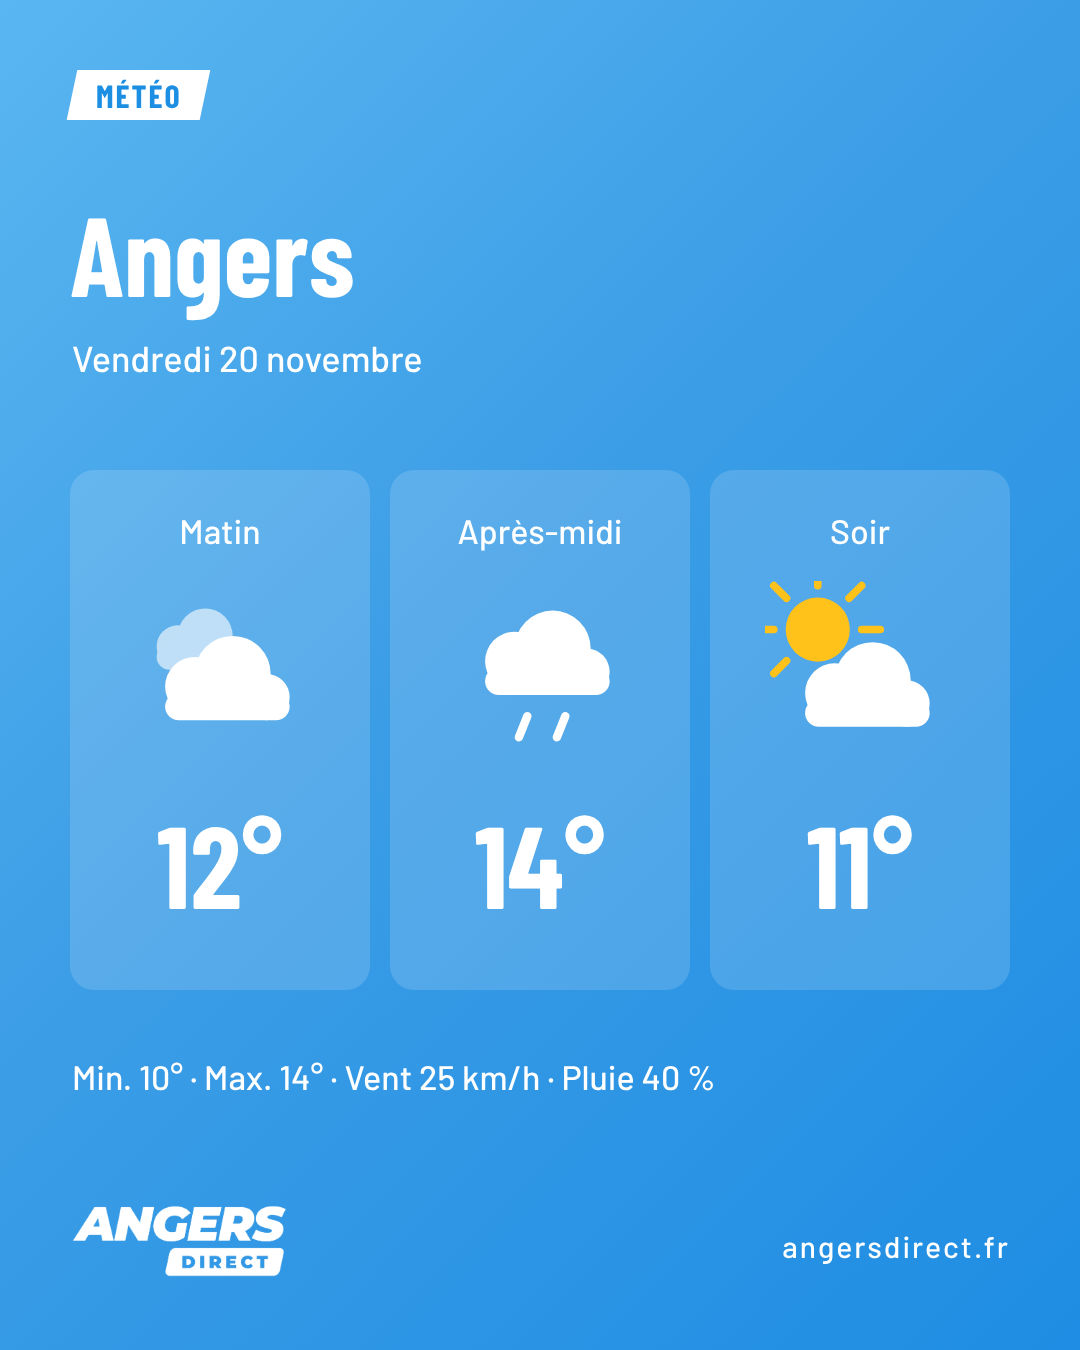 MÉTÉO
Angers
Vendredi 20 novembre
Matin
Après-midi
Soir
12°
14°
11°
Min. 10° · Max. 14° · Vent 25 km/h · Pluie 40 %
ANGERS
DIRECT
angersdirect.fr